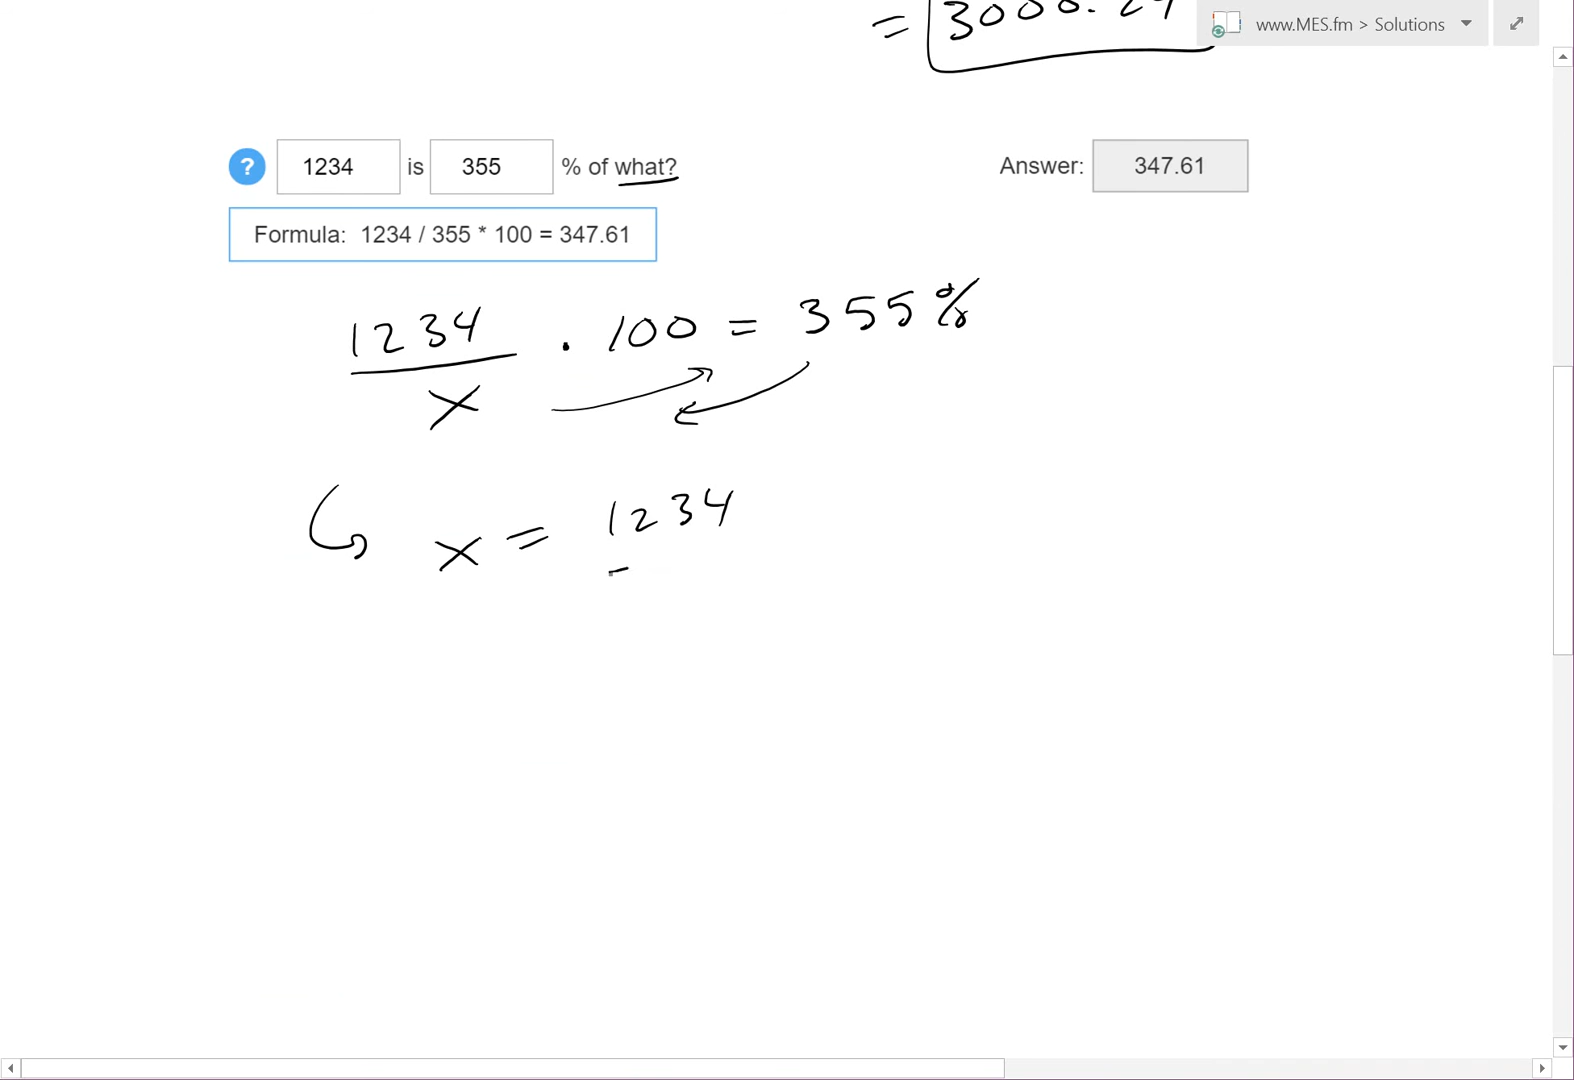 = 3000.29
www.MES.fm > Solutions
? 1234 is 355 % of what? Answer: 347.61
Formula: 1234 / 355 * 100 = 347.61
1234 / x · 100 = 355%
x = 1234